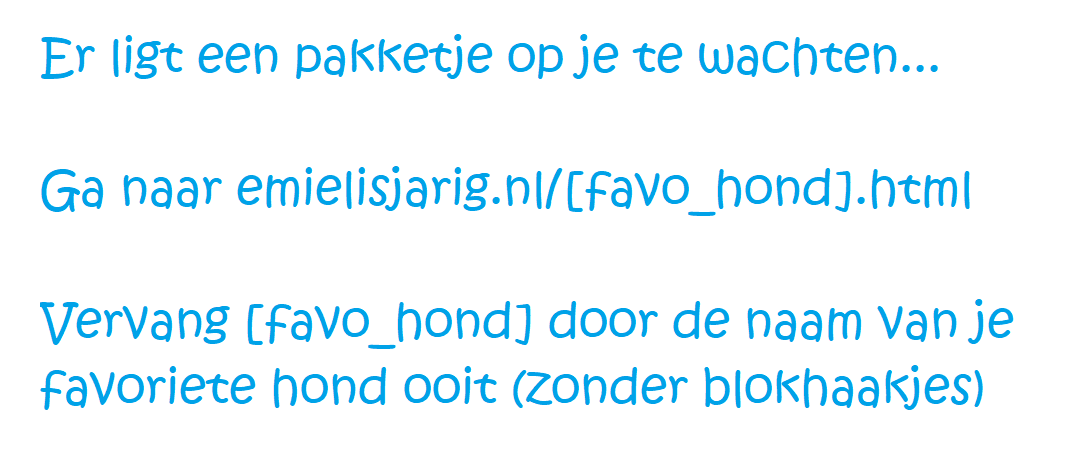 Er ligt een pakketje op je te wachten...
Ga naar emielisjarig.nl/[favo_hond].html
Vervang [favo_hond] door de naam van je
favoriete hond ooit (zonder blokhaakjes)